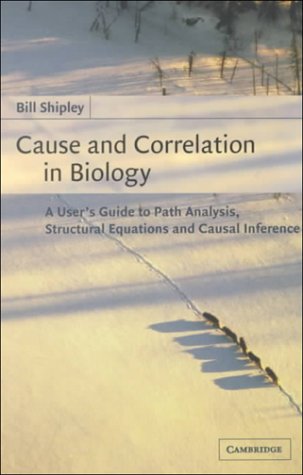 Bill Shipley
Cause and Correlation
in Biology
A User's Guide to Path Analysis,
Structural Equations and Causal Inference
CAMBRIDGE